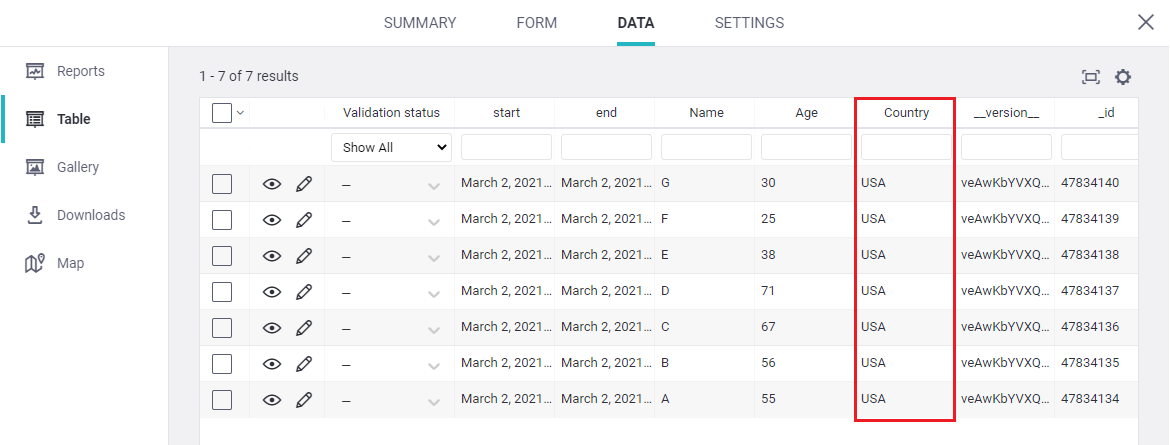 SUMMARY FORM DATA SETTINGS
Reports
Table
Gallery
Downloads
Map
1 - 7 of 7 results
Validation status start end Name Age Country __version__ _id
Show All
— March 2, 2021... March 2, 2021... G 30 USA veAwKbYVXQ... 47834140
— March 2, 2021... March 2, 2021... F 25 USA veAwKbYVXQ... 47834139
— March 2, 2021... March 2, 2021... E 38 USA veAwKbYVXQ... 47834138
— March 2, 2021... March 2, 2021... D 71 USA veAwKbYVXQ... 47834137
— March 2, 2021... March 2, 2021... C 67 USA veAwKbYVXQ... 47834136
— March 2, 2021... March 2, 2021... B 56 USA veAwKbYVXQ... 47834135
— March 2, 2021... March 2, 2021... A 55 USA veAwKbYVXQ... 47834134